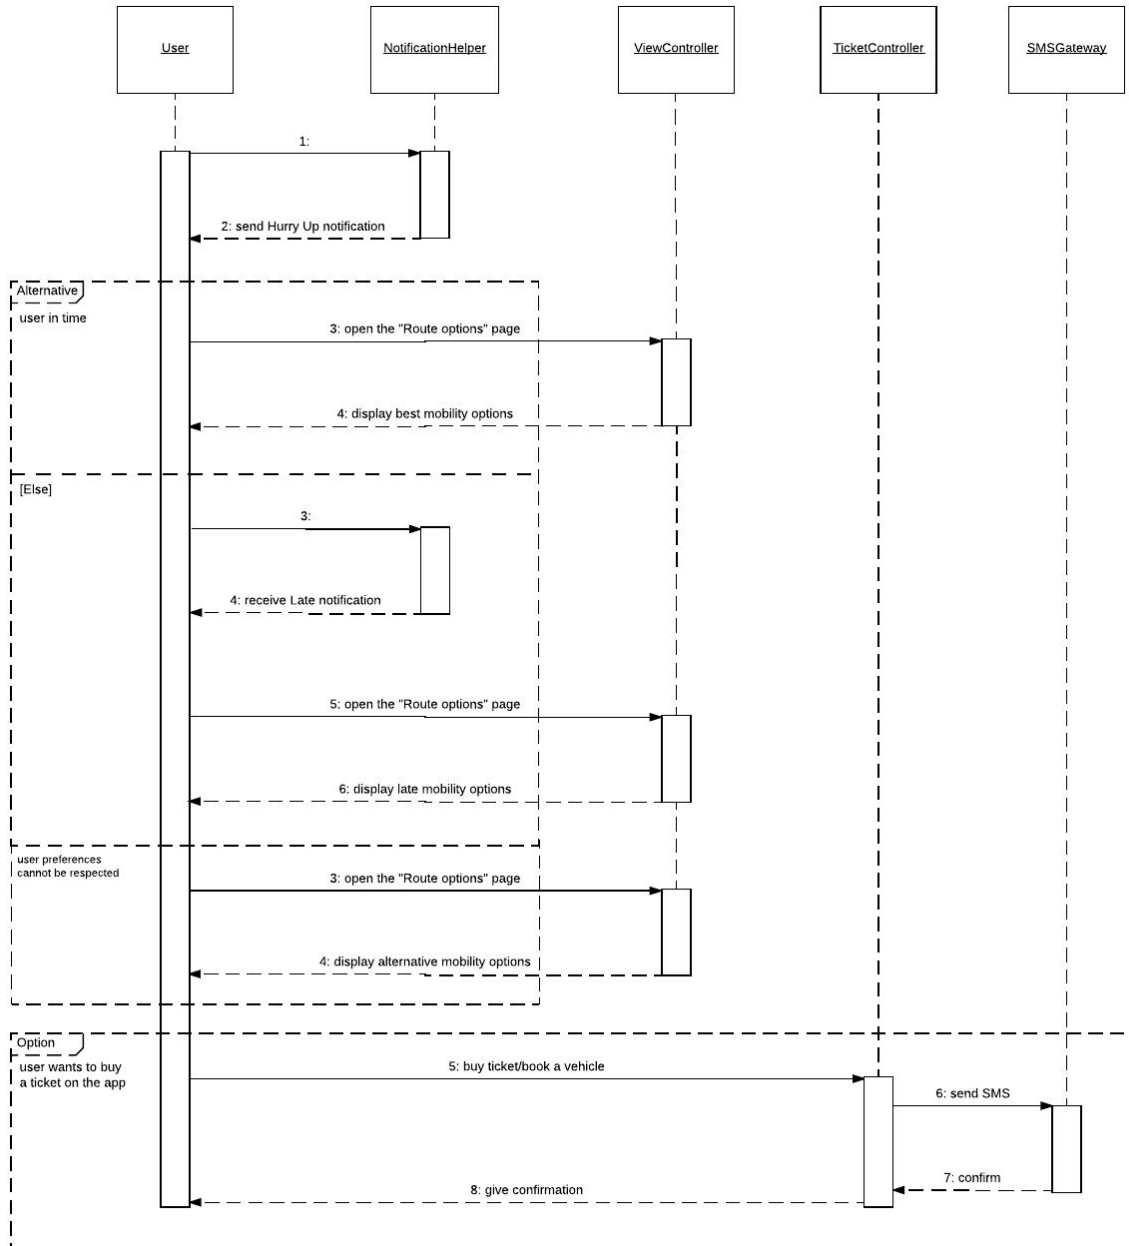 User
NotificationHelper
ViewController
TicketController
SMSGateway
1:
2: send Hurry Up notification
Alternative
user in time
3: open the "Route options" page
4: display best mobility options
[Else]
3:
4: receive Late notification
5: open the "Route options" page
6: display late mobility options
user preferences
cannot be respected
3: open the "Route options" page
4: display alternative mobility options
Option
user wants to buy
a ticket on the app
5: buy ticket/book a vehicle
6: send SMS
7: confirm
8: give confirmation